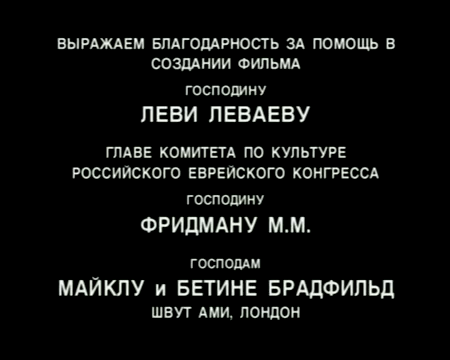 ВЫРАЖАЕМ БЛАГОДАРНОСТЬ ЗА ПОМОЩЬ В
СОЗДАНИИ ФИЛЬМА
ГОСПОДИНУ
ЛЕВИ ЛЕВАЕВУ
ГЛАВЕ КОМИТЕТА ПО КУЛЬТУРЕ
РОССИЙСКОГО ЕВРЕЙСКОГО КОНГРЕССА
ГОСПОДИНУ
ФРИДМАНУ М.М.
ГОСПОДАМ
МАЙКЛУ и БЕТИНЕ БРАДФИЛЬД
ШВУТ АМИ, ЛОНДОН